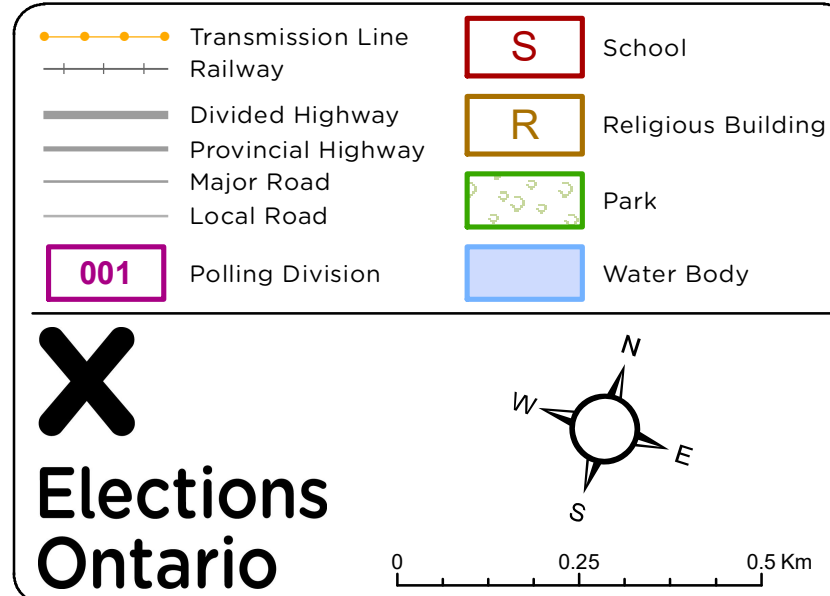 Transmission Line
Railway
Divided Highway
Provincial Highway
Major Road
Local Road
001 Polling Division
S School
R Religious Building
Park
Water Body
Elections
Ontario
N
W
E
S
0 0.25 0.5 Km